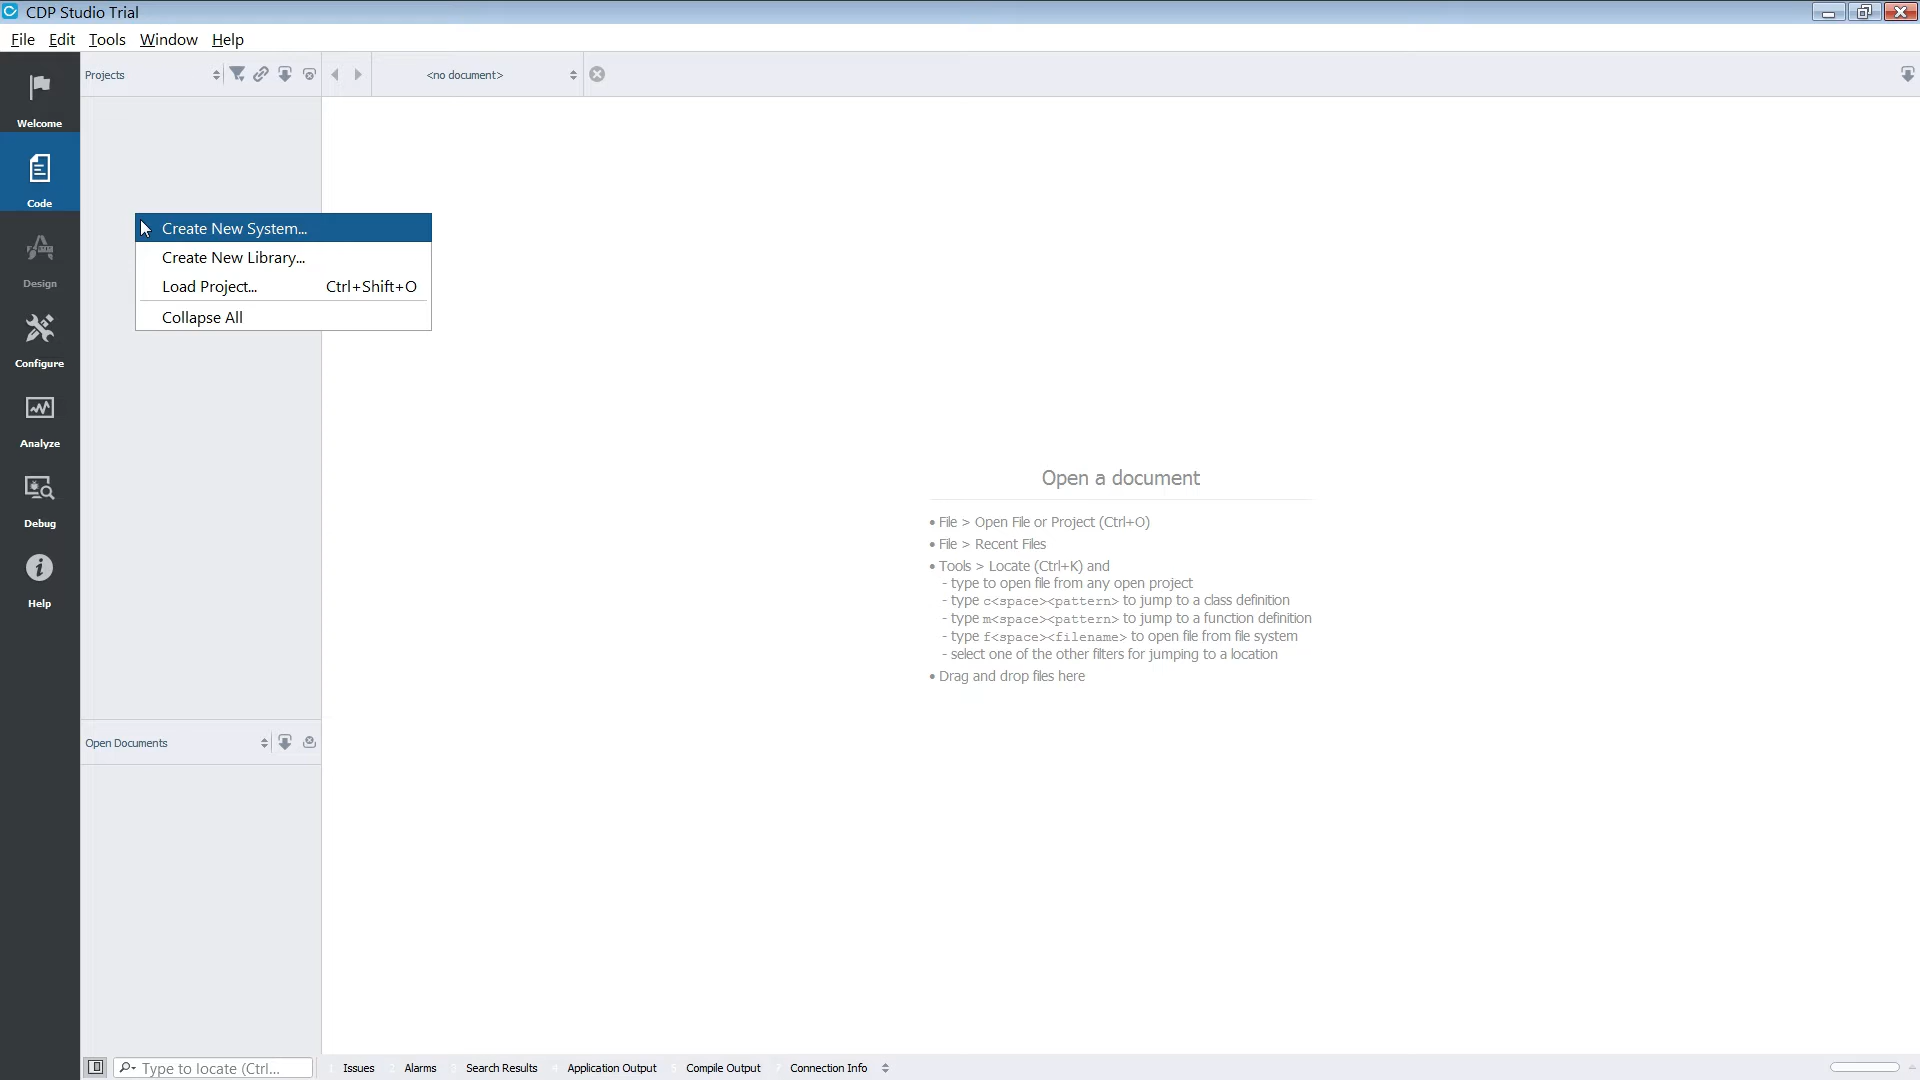 CDP Studio Trial
File Edit Tools Window Help
Projects
<no document>
Welcome
Code
Design
Configure
Analyze
Debug
Help
Create New System...
Create New Library...
Load Project... Ctrl+Shift+O
Collapse All
Open a document
• File > Open File or Project (Ctrl+O)
• File > Recent Files
• Tools > Locate (Ctrl+K) and
- type to open file from any open project
- type c<space><pattern> to jump to a class definition
- type m<space><pattern> to jump to a function definition
- type f<space><filename> to open file from file system
- select one of the other filters for jumping to a location
• Drag and drop files here
Open Documents
Type to locate (Ctrl...
Issues Alarms Search Results Application Output Compile Output Connection Info